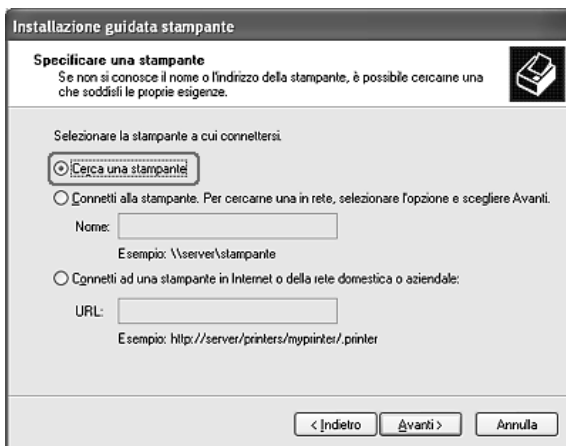 Installazione guidata stampante
Specificare una stampante
Se non si conosce il nome o l'indirizzo della stampante, è possibile cercarne una
che soddisfi le proprie esigenze.
Selezionare la stampante a cui connettersi.
Cerca una stampante
Connetti alla stampante. Per cercarne una in rete, selezionare l'opzione e scegliere Avanti.
Nome:
Esempio: \\server\stampante
Connetti ad una stampante in Internet o della rete domestica o aziendale:
URL:
Esempio: http://server/printers/myprinter/.printer
< Indietro Avanti > Annulla